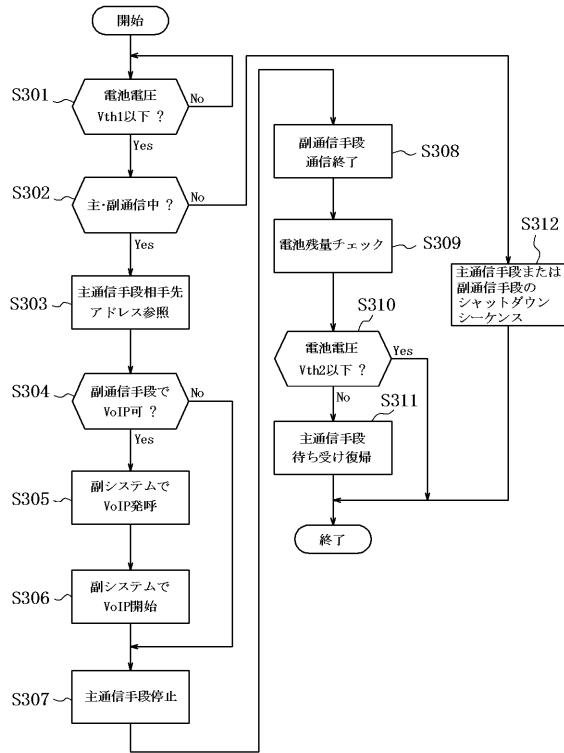 開始
S301
電池電圧
Vth1以下 ?
No
Yes
S302
主・副通信中 ?
No
Yes
S303
主通信手段相手先
アドレス参照
S304
副通信手段で
VoIP可 ?
No
Yes
S305
副システムで
VoIP発呼
S306
副システムで
VoIP開始
S307
主通信手段停止
S308
副通信手段
通信終了
S309
電池残量チェック
S310
電池電圧
Vth2以下 ?
Yes
No
S311
主通信手段
待ち受け復帰
終了
S312
主通信手段または
副通信手段の
シャットダウン
シーケンス